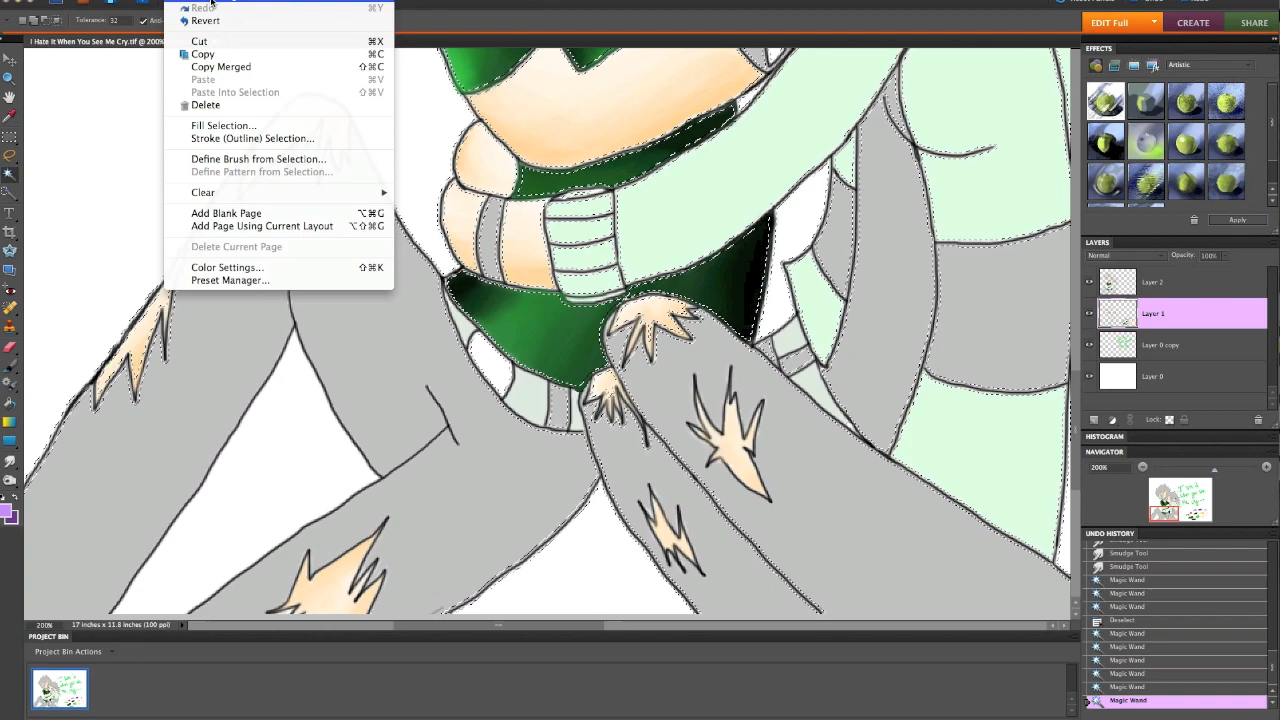 Redo ⌘Y
Revert
Cut ⌘X
Copy ⌘C
Copy Merged ⇧⌘C
Paste ⌘V
Paste Into Selection
Delete
Fill Selection...
Stroke (Outline) Selection...
Define Brush from Selection...
Define Pattern from Selection...
Clear
Add Blank Page ⌥⌘G
Add Page Using Current Layout ⌥⇧⌘G
Delete Current Page
Color Settings... ⇧⌘K
Preset Manager...
Tolerance: 32
I Hate It When You See Me Cry.tif @ 200%
EDIT Full
CREATE
SHARE
EFFECTS
Artistic
Apply
LAYERS
Normal Opacity: 100%
Layer 2
Layer 1
Layer 0 copy
Layer 0
Lock:
HISTOGRAM
NAVIGATOR
200%
UNDO HISTORY
Smudge Tool
Smudge Tool
Magic Wand
Magic Wand
Magic Wand
Deselect
Magic Wand
Magic Wand
Magic Wand
Magic Wand
Magic Wand
Magic Wand
200% 17 inches x 11.8 inches (100 ppi)
PROJECT BIN
Project Bin Actions